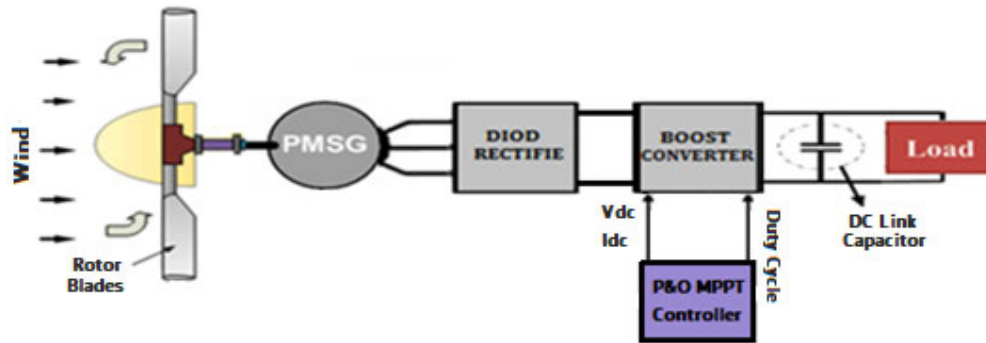 Wind
Rotor
Blades
PMSG
DIOD
RECTIFIE
BOOST
CONVERTER
Vdc
Idc
Duty Cycle
P&O MPPT
Controller
DC Link
Capacitor
Load